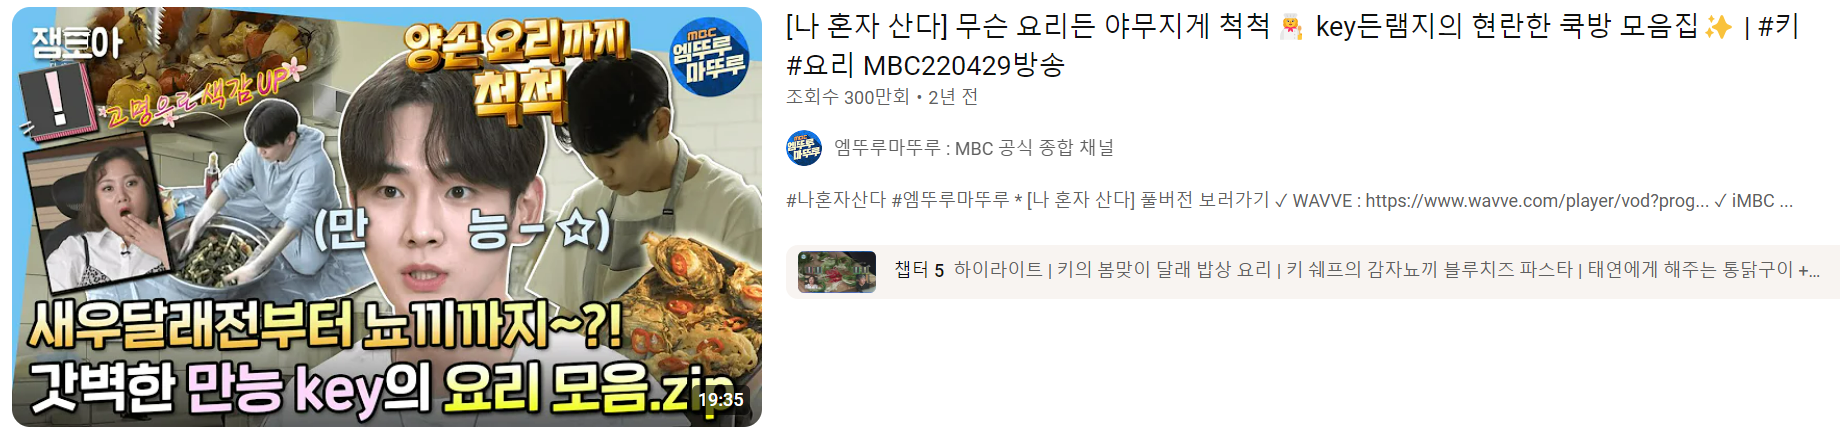 잼토아
!
고명으로 색감 UP
양손 요리까지
척척
MBC
엠뚜루
마뚜루
(만 능-☆)
새우달래전부터 뇨끼까지~?!
갓벽한 만능 key의 요리 모음.zip
19:35
[나 혼자 산다] 무슨 요리든 야무지게 척척👨‍🍳 key든램지의 현란한 쿡방 모음집✨ | #키
#요리 MBC220429방송
조회수 300만회 • 2년 전
MBC
엠뚜루
마뚜루
엠뚜루마뚜루 : MBC 공식 종합 채널
#나혼자산다 #엠뚜루마뚜루 * [나 혼자 산다] 풀버전 보러가기 ✓ WAVVE : https://www.wavve.com/player/vod?prog... ✓ iMBC ...
챕터 5 하이라이트 | 키의 봄맞이 달래 밥상 요리 | 키 쉐프의 감자뇨끼 블루치즈 파스타 | 태연에게 해주는 통닭구이 +...